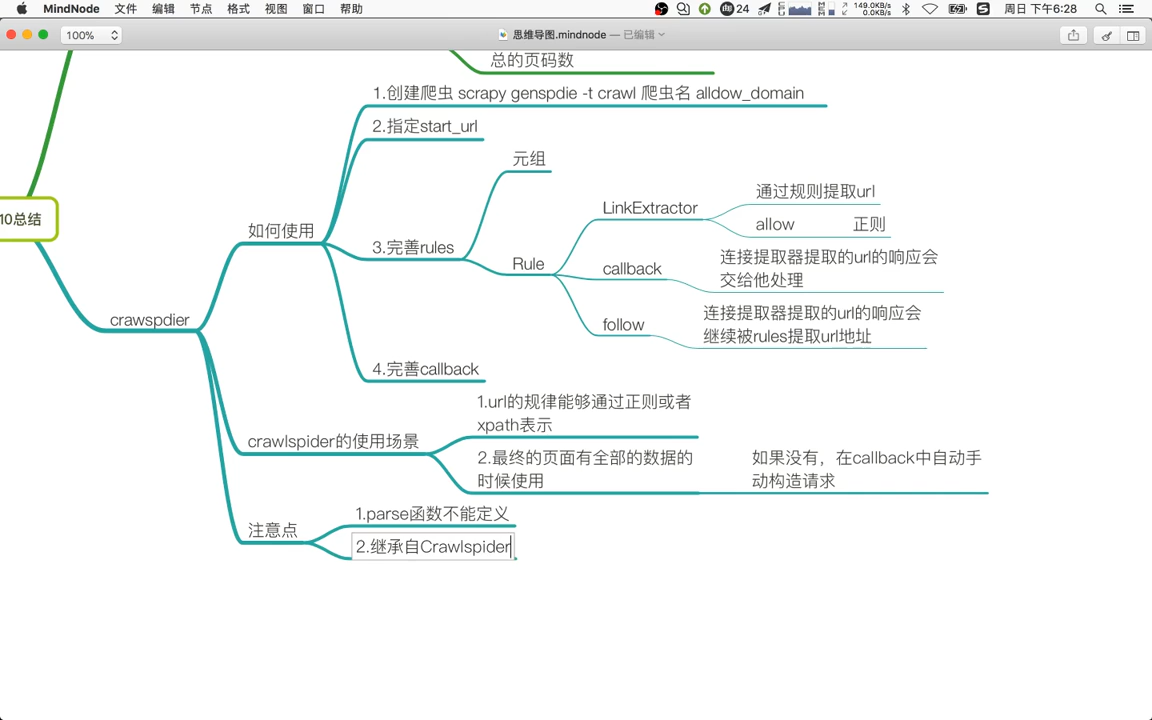 MindNode 文件 编辑 节点 格式 视图 窗口 帮助
24
149.0KB/s
0.0KB/s
周日 下午6:28
100%
思维导图.mindnode — 已编辑
总的页码数
1.创建爬虫 scrapy genspdie -t crawl 爬虫名 alldow_domain
2.指定start_url
元组
通过规则提取url
LinkExtractor
allow 正则
10总结
如何使用
3.完善rules
Rule
callback
连接提取器提取的url的响应会
交给他处理
follow
连接提取器提取的url的响应会
继续被rules提取url地址
crawspdier
4.完善callback
1.url的规律能够通过正则或者
xpath表示
crawlspider的使用场景
2.最终的页面有全部的数据的
时候使用
如果没有，在callback中自动手
动构造请求
注意点
1.parse函数不能定义
2.继承自Crawlspider